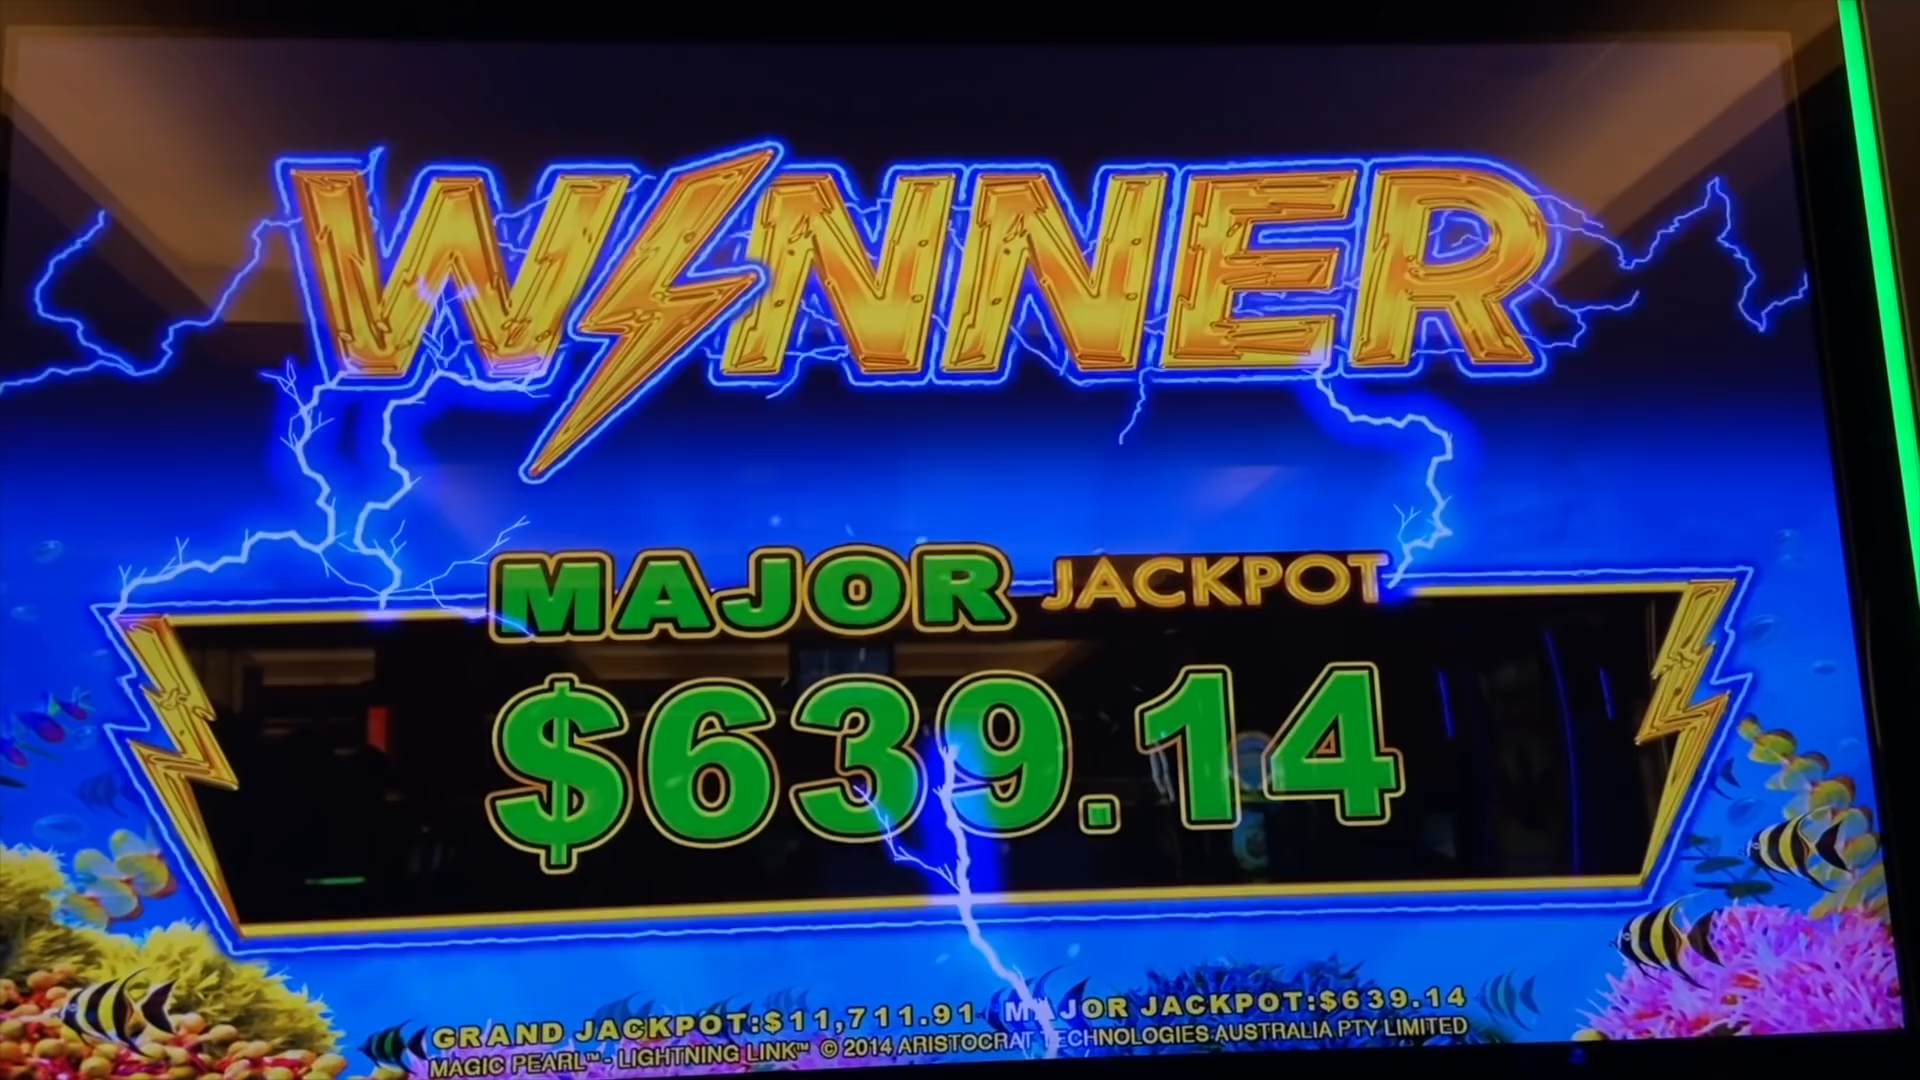 WINNER
MAJOR JACKPOT
$639.14
GRAND JACKPOT:$11,711.91 MAJOR JACKPOT:$639.14
MAGIC PEARL™ - LIGHTNING LINK™ © 2014 ARISTOCRAT TECHNOLOGIES AUSTRALIA PTY LIMITED